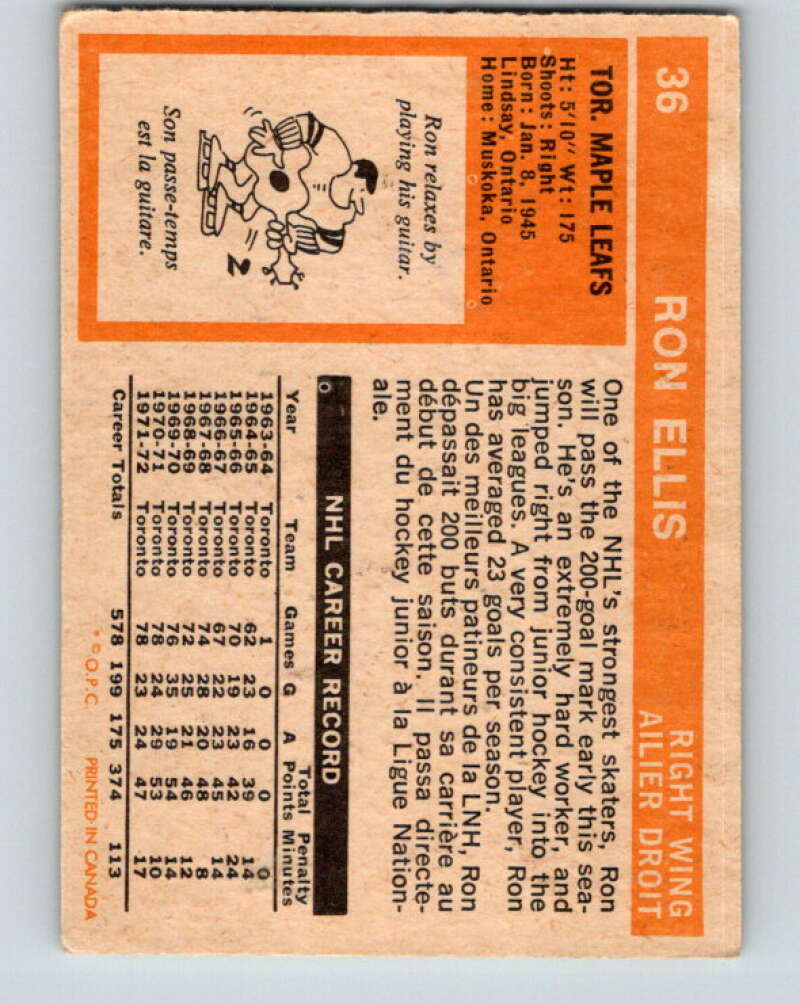 36 RON ELLIS RIGHT WING
AILIER DROIT
TOR. MAPLE LEAFS
Ht: 5'10" Wt: 175
Shoots: Right
Born: Jan. 8, 1945
Lindsay, Ontario
Home: Muskoka, Ontario
Ron relaxes by
playing his guitar.
2
Son passe-temps
est la guitare.
One of the NHL's strongest skaters, Ron
will pass the 200-goal mark early this sea-
son. He's an extremely hard worker, and
jumped right from junior hockey into the
big leagues. A very consistent player, Ron
has averaged 23 goals per season.
Un des meilleurs patineurs de la LNH, Ron
dépassait 200 buts durant sa carrière au
début de cette saison. Il passa directe-
ment du hockey junior à la Ligue Nation-
ale.
NHL CAREER RECORD
Total Penalty
Year Team Games G A Points Minutes
1963-64 Toronto 1 0 0 0 0
1964-65 Toronto 62 23 16 39 14
1965-66 Toronto 70 19 23 42 24
1966-67 Toronto 67 22 23 45 14
1967-68 Toronto 74 28 20 48 8
1968-69 Toronto 72 25 21 46 12
1969-70 Toronto 76 35 19 54 14
1970-71 Toronto 78 24 29 53 10
1971-72 Toronto 78 23 24 47 17
Career Totals 578 199 175 374 113
* © O.P.C. PRINTED IN CANADA